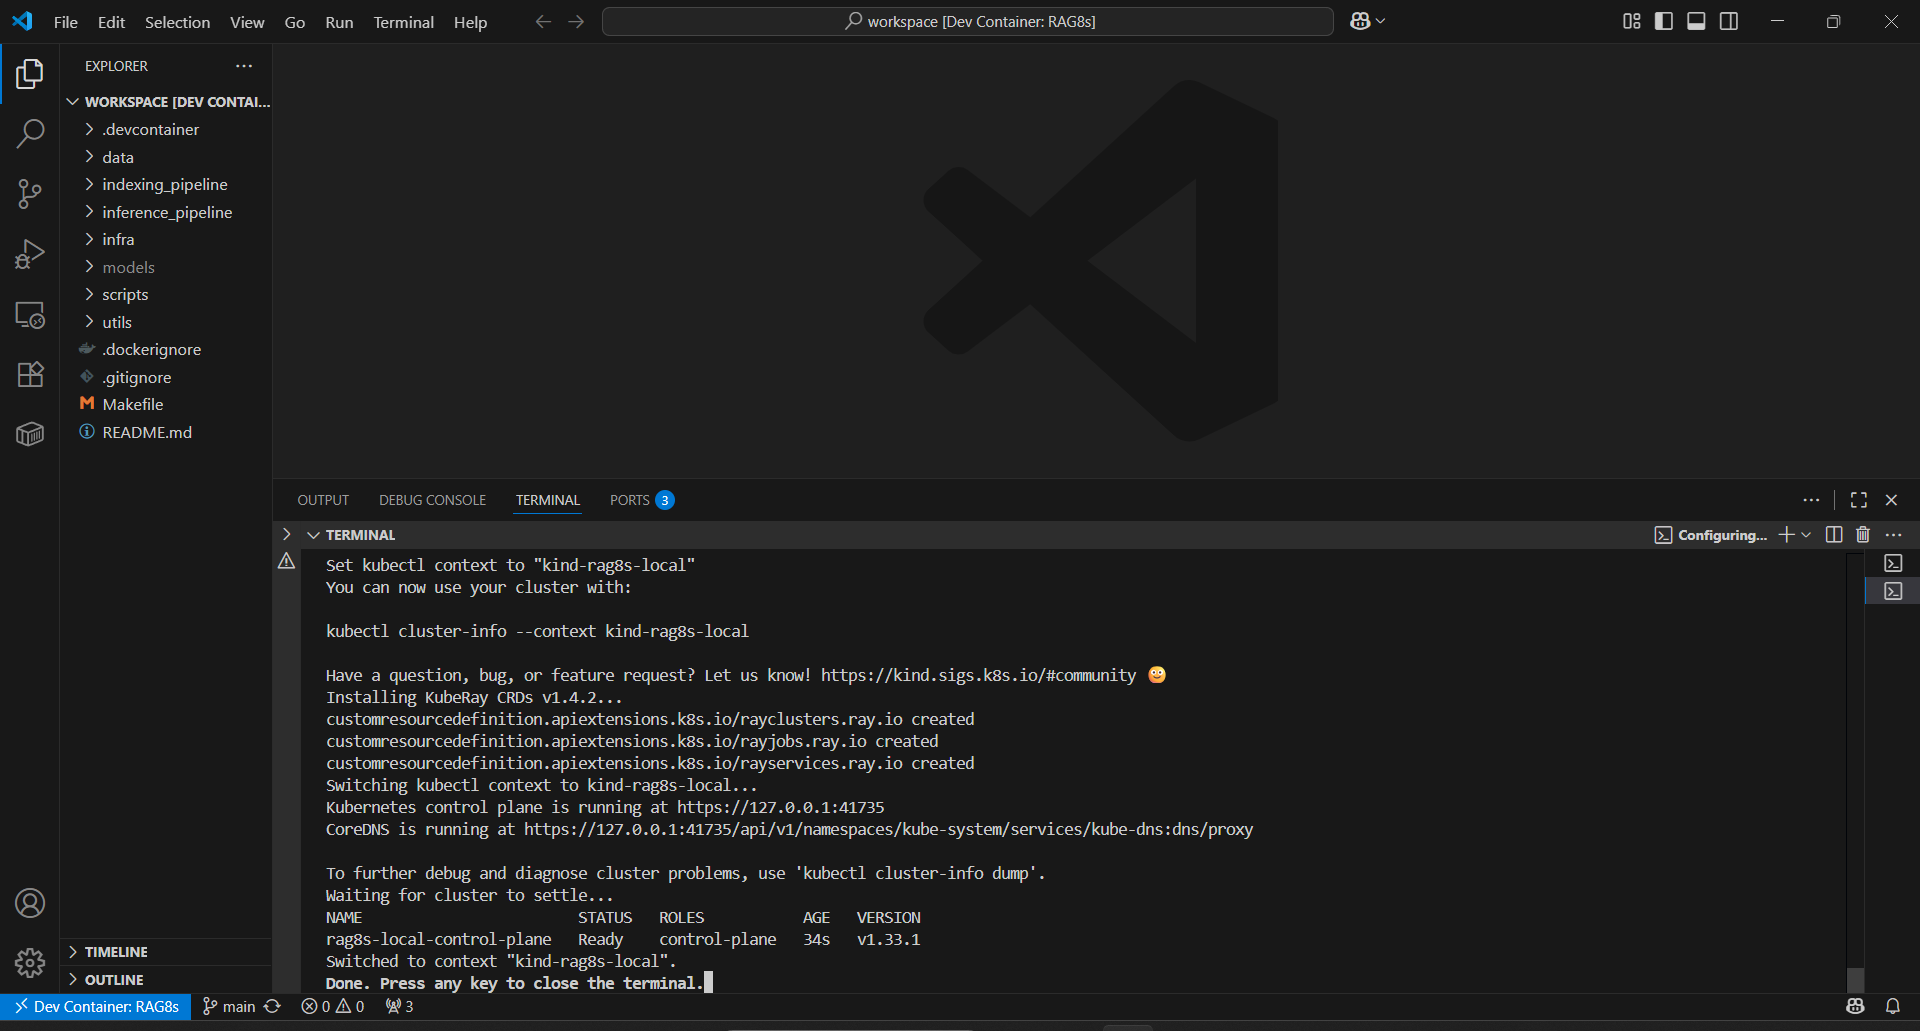 File Edit Selection View Go Run Terminal Help
workspace [Dev Container: RAG8s]
EXPLORER
WORKSPACE [DEV CONTAI...
.devcontainer
data
indexing_pipeline
inference_pipeline
infra
models
scripts
utils
.dockerignore
.gitignore
Makefile
README.md
TIMELINE
OUTLINE
OUTPUT DEBUG CONSOLE TERMINAL PORTS 3
TERMINAL
Configuring...
Set kubectl context to "kind-rag8s-local"
You can now use your cluster with:
kubectl cluster-info --context kind-rag8s-local
Have a question, bug, or feature request? Let us know! https://kind.sigs.k8s.io/#community 🙂
Installing KubeRay CRDs v1.4.2...
customresourcedefinition.apiextensions.k8s.io/rayclusters.ray.io created
customresourcedefinition.apiextensions.k8s.io/rayjobs.ray.io created
customresourcedefinition.apiextensions.k8s.io/rayservices.ray.io created
Switching kubectl context to kind-rag8s-local...
Kubernetes control plane is running at https://127.0.0.1:41735
CoreDNS is running at https://127.0.0.1:41735/api/v1/namespaces/kube-system/services/kube-dns:dns/proxy
To further debug and diagnose cluster problems, use 'kubectl cluster-info dump'.
Waiting for cluster to settle...
NAME STATUS ROLES AGE VERSION
rag8s-local-control-plane Ready control-plane 34s v1.33.1
Switched to context "kind-rag8s-local".
Done. Press any key to close the terminal.
Dev Container: RAG8s main 0 0 3